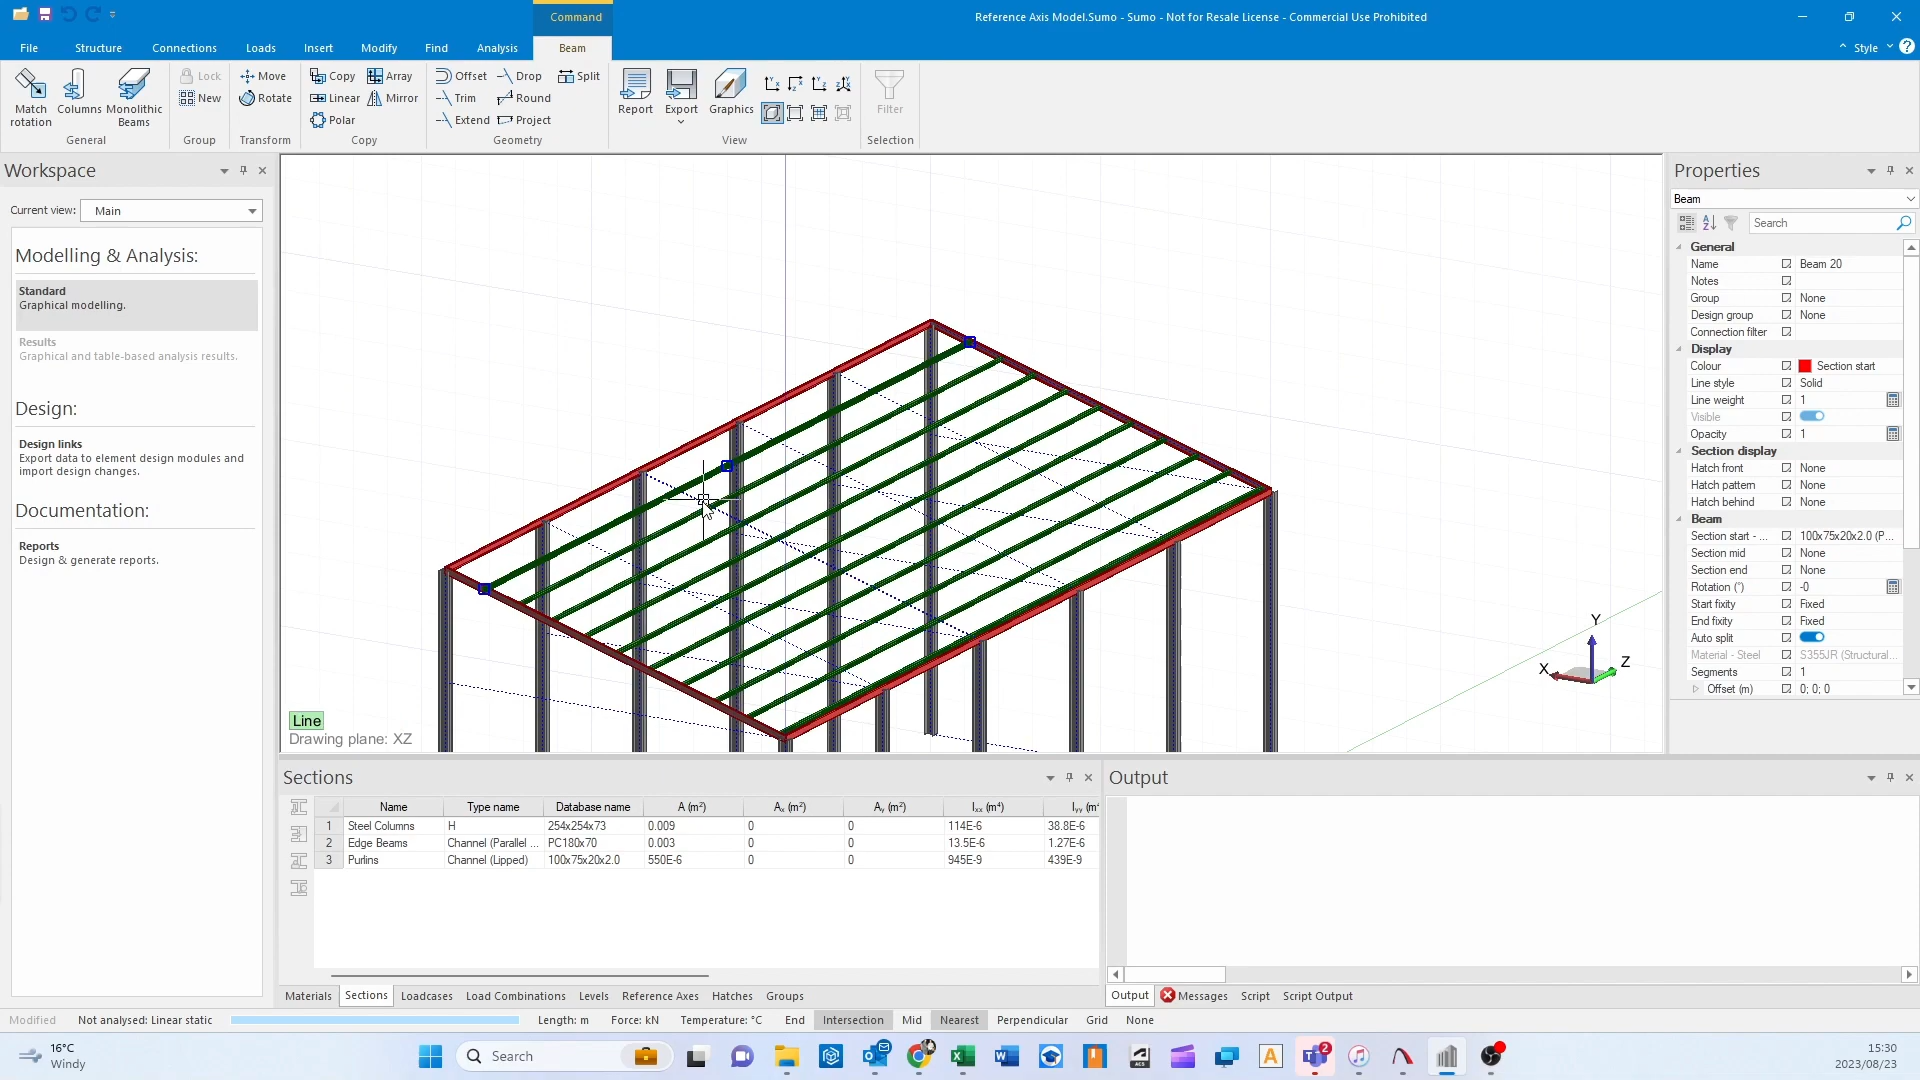 Command
Reference Axis Model.Sumo - Sumo - Not for Resale License - Commercial Use Prohibited
File Structure Connections Loads Insert Modify Find Analysis Beam Style
Match rotation
Columns
Monolithic Beams
General
Lock
New
Group
Move
Rotate
Transform
Copy Array
Linear Mirror
Polar
Copy
Offset Drop Split
Trim Round
Extend Project
Geometry
Report
Export
Graphics
View
Filter
Selection
Workspace
Current view: Main
Modelling & Analysis:
Standard
Graphical modelling.
Results
Graphical and table-based analysis results.
Design:
Design links
Export data to element design modules and
import design changes.
Documentation:
Reports
Design & generate reports.
Line
Drawing plane: XZ
Y
X
Z
Properties
Beam
Search
General
Name Beam 20
Notes
Group None
Design group None
Connection filter
Display
Colour Section start
Line style Solid
Line weight 1
Visible
Opacity 1
Section display
Hatch front None
Hatch pattern None
Hatch behind None
Beam
Section start - ... 100x75x20x2.0 (P...
Section mid None
Section end None
Rotation (°) -0
Start fixity Fixed
End fixity Fixed
Auto split
Material - Steel S355JR (Structural...
Segments 1
Offset (m) 0; 0; 0
Sections
Name Type name Database name A (m²) Aₓ (m²) Aᵧ (m²) Iₓₓ (m⁴) Iᵧᵧ (m⁴
1 Steel Columns H 254x254x73 0.009 0 0 114E-6 38.8E-6
2 Edge Beams Channel (Parallel ... PC180x70 0.003 0 0 13.5E-6 1.27E-6
3 Purlins Channel (Lipped) 100x75x20x2.0 550E-6 0 0 945E-9 439E-9
Materials Sections Loadcases Load Combinations Levels Reference Axes Hatches Groups
Output
Output Messages Script Script Output
Modified Not analysed: Linear static Length: m Force: kN Temperature: °C End Intersection Mid Nearest Perpendicular Grid None
16°C
Windy
Search
2
15:30
2023/08/23